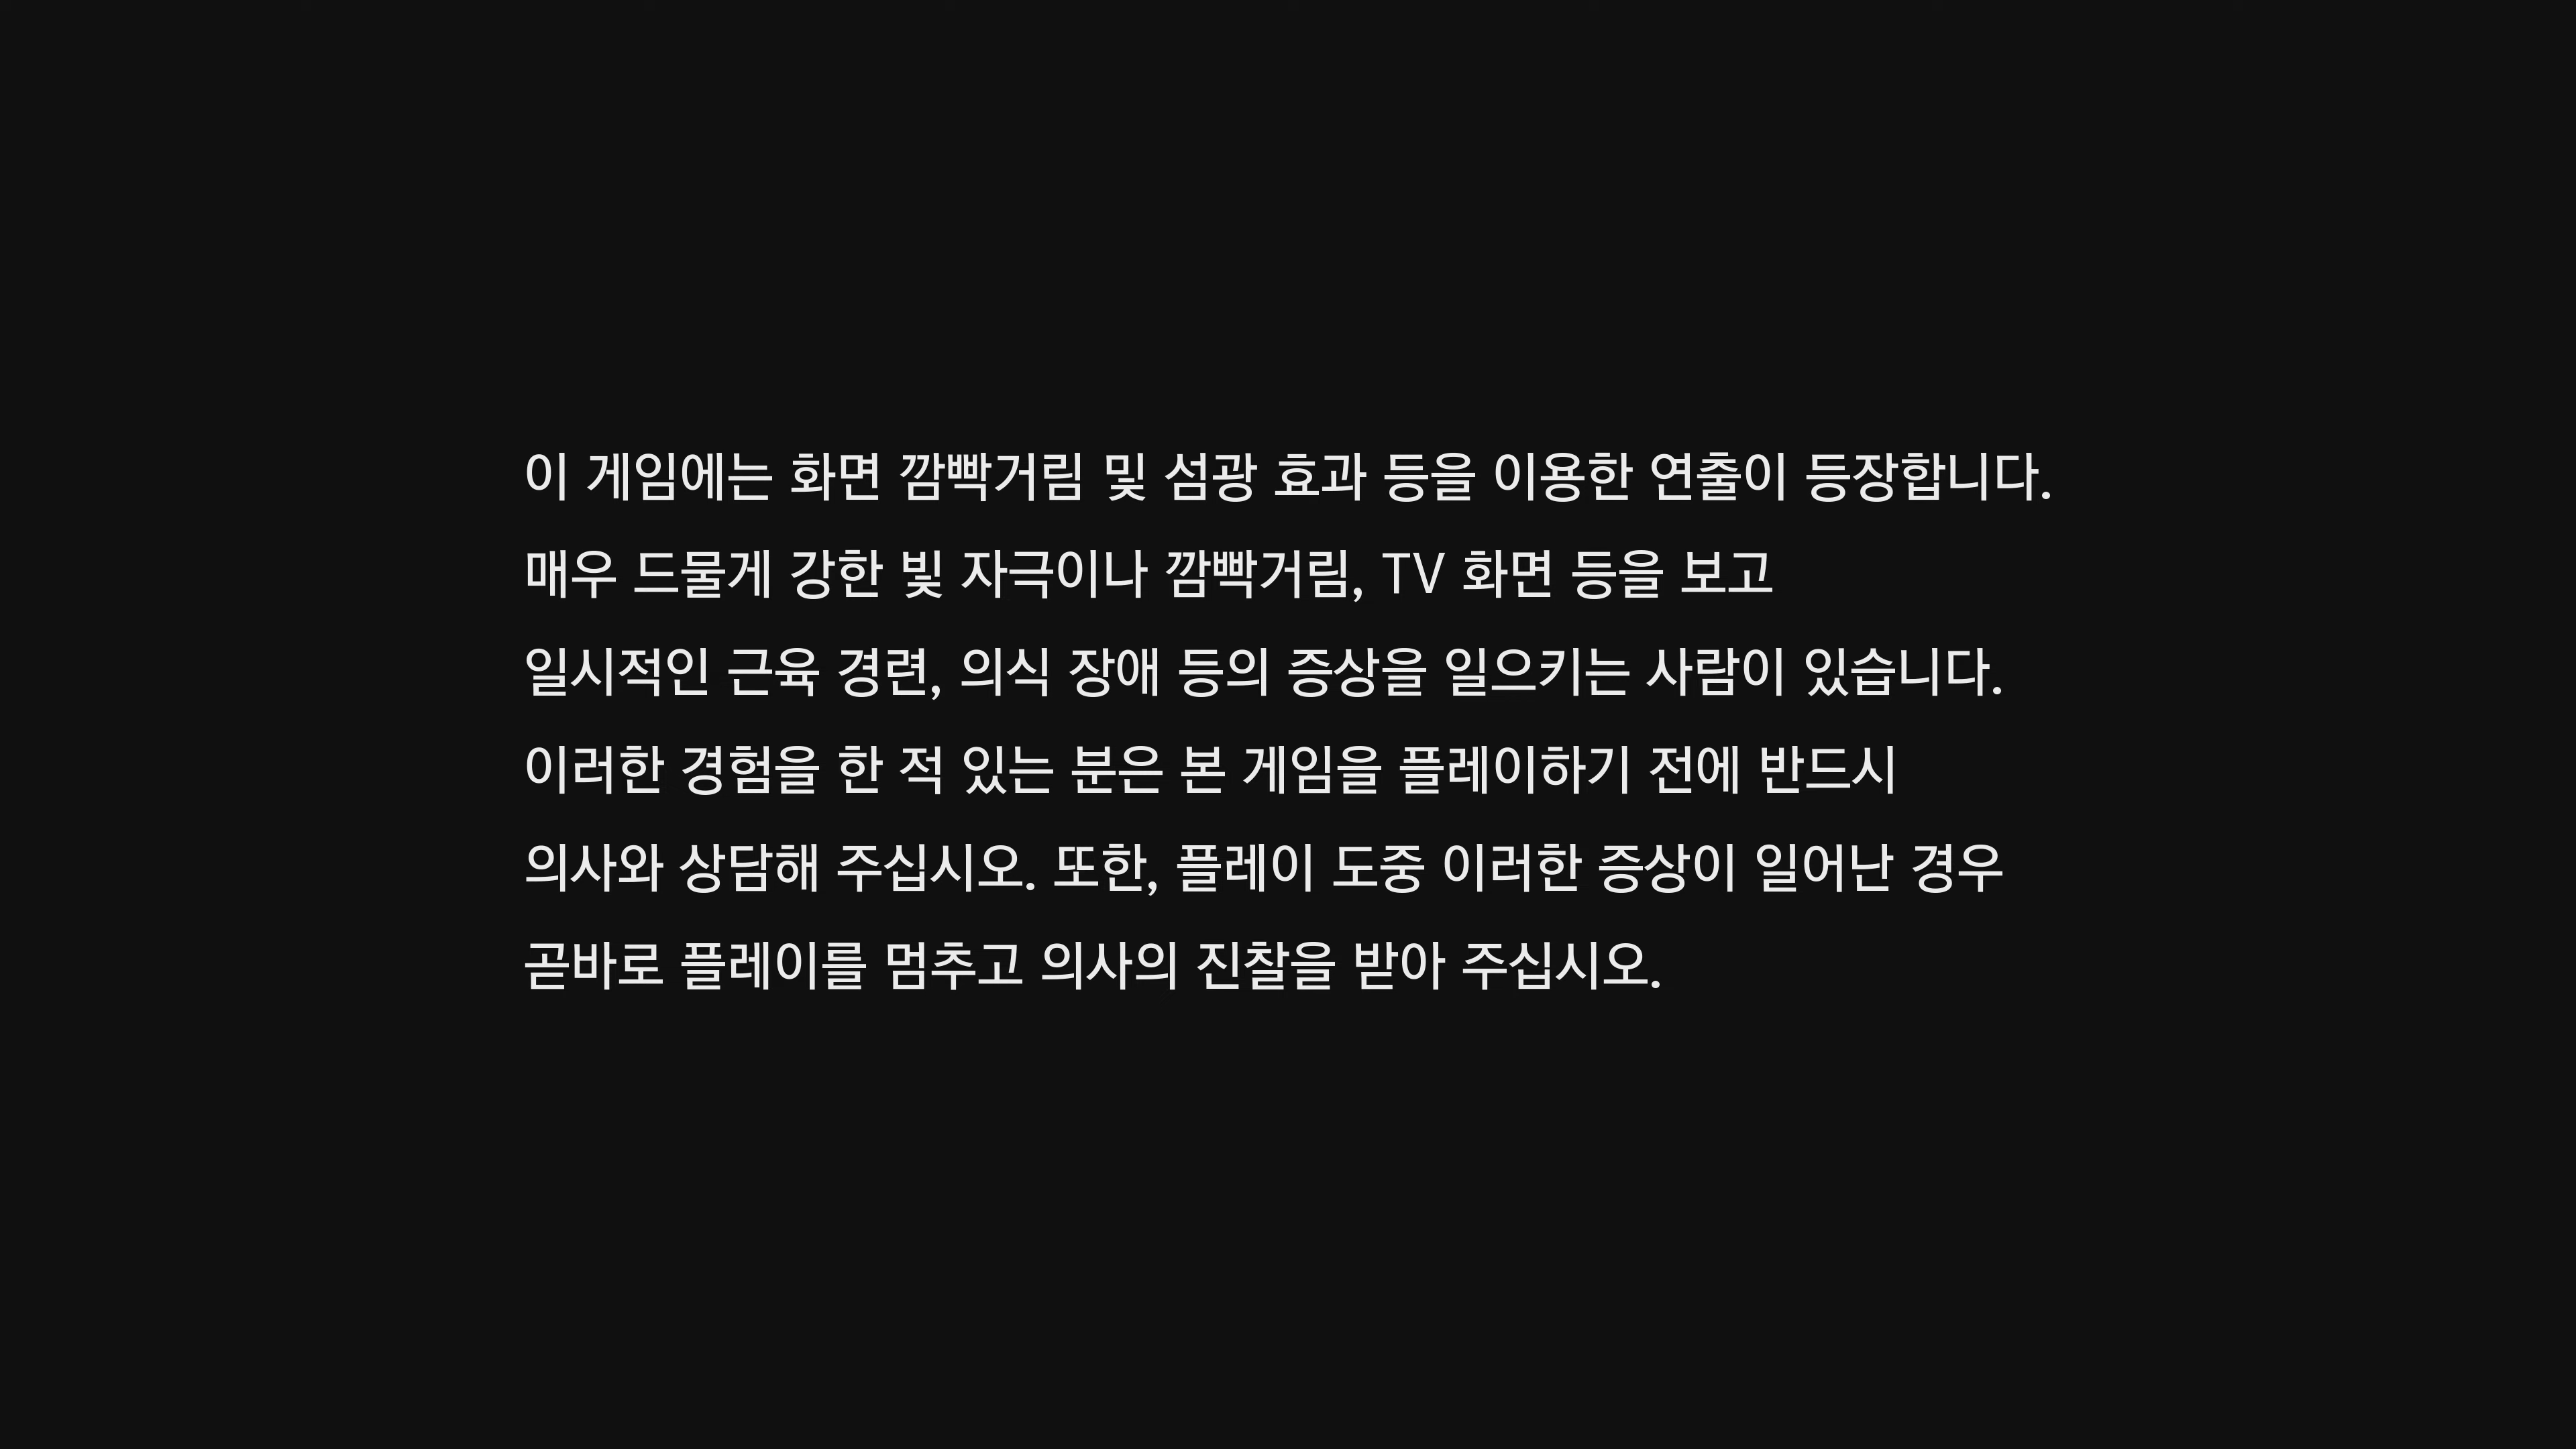 이 게임에는 화면 깜빡거림 및 섬광 효과 등을 이용한 연출이 등장합니다.
매우 드물게 강한 빛 자극이나 깜빡거림, TV 화면 등을 보고
일시적인 근육 경련, 의식 장애 등의 증상을 일으키는 사람이 있습니다.
이러한 경험을 한 적 있는 분은 본 게임을 플레이하기 전에 반드시
의사와 상담해 주십시오. 또한, 플레이 도중 이러한 증상이 일어난 경우
곧바로 플레이를 멈추고 의사의 진찰을 받아 주십시오.